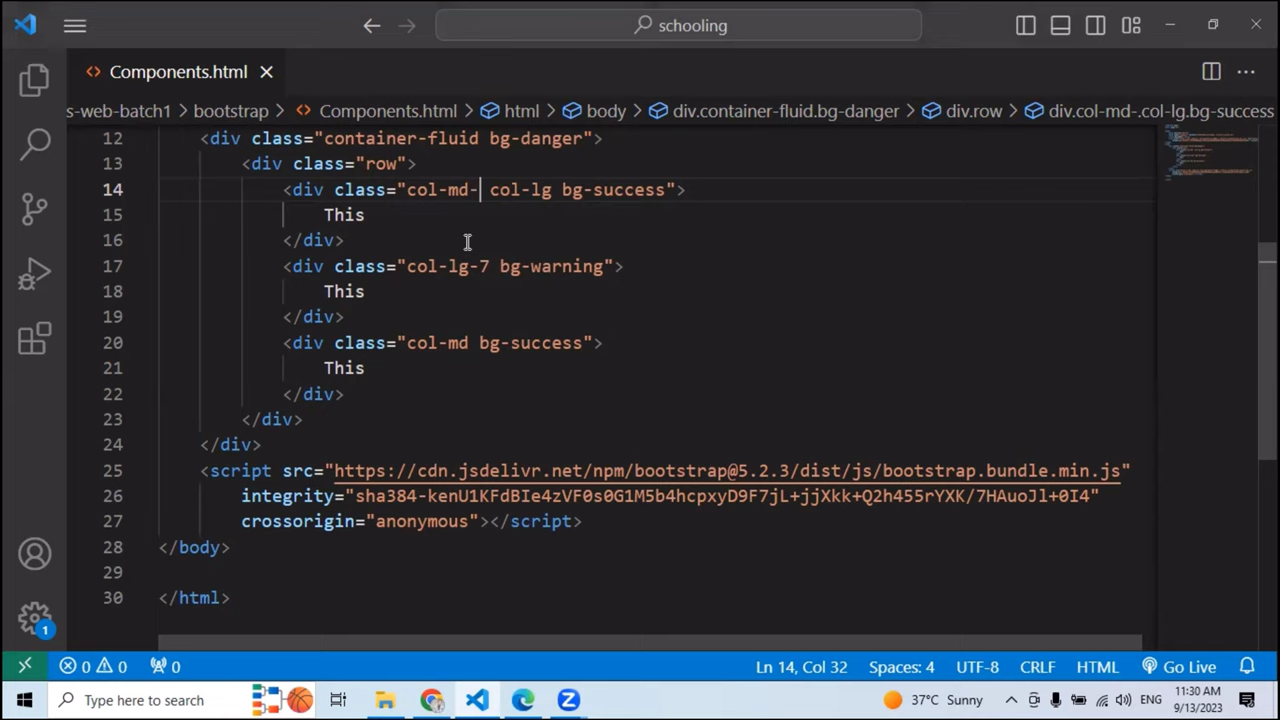 schooling
Components.html
s-web-batch1 > bootstrap > Components.html > html > body > div.container-fluid.bg-danger > div.row > div.col-md-.col-lg.bg-success
12 <div class="container-fluid bg-danger">
13 <div class="row">
14 <div class="col-md- col-lg bg-success">
15 This
16 </div>
17 <div class="col-lg-7 bg-warning">
18 This
19 </div>
20 <div class="col-md bg-success">
21 This
22 </div>
23 </div>
24 </div>
25 <script src="https://cdn.jsdelivr.net/npm/bootstrap@5.2.3/dist/js/bootstrap.bundle.min.js"
26 integrity="sha384-kenU1KFdBIe4zVF0s0G1M5b4hcpxyD9F7jL+jjXkk+Q2h455rYXK/7HAuoJl+0I4"
27 crossorigin="anonymous"></script>
28 </body>
29
30 </html>
1
0 0 0 Ln 14, Col 32 Spaces: 4 UTF-8 CRLF HTML Go Live
Type here to search 37°C Sunny ENG 11:30 AM
9/13/2023